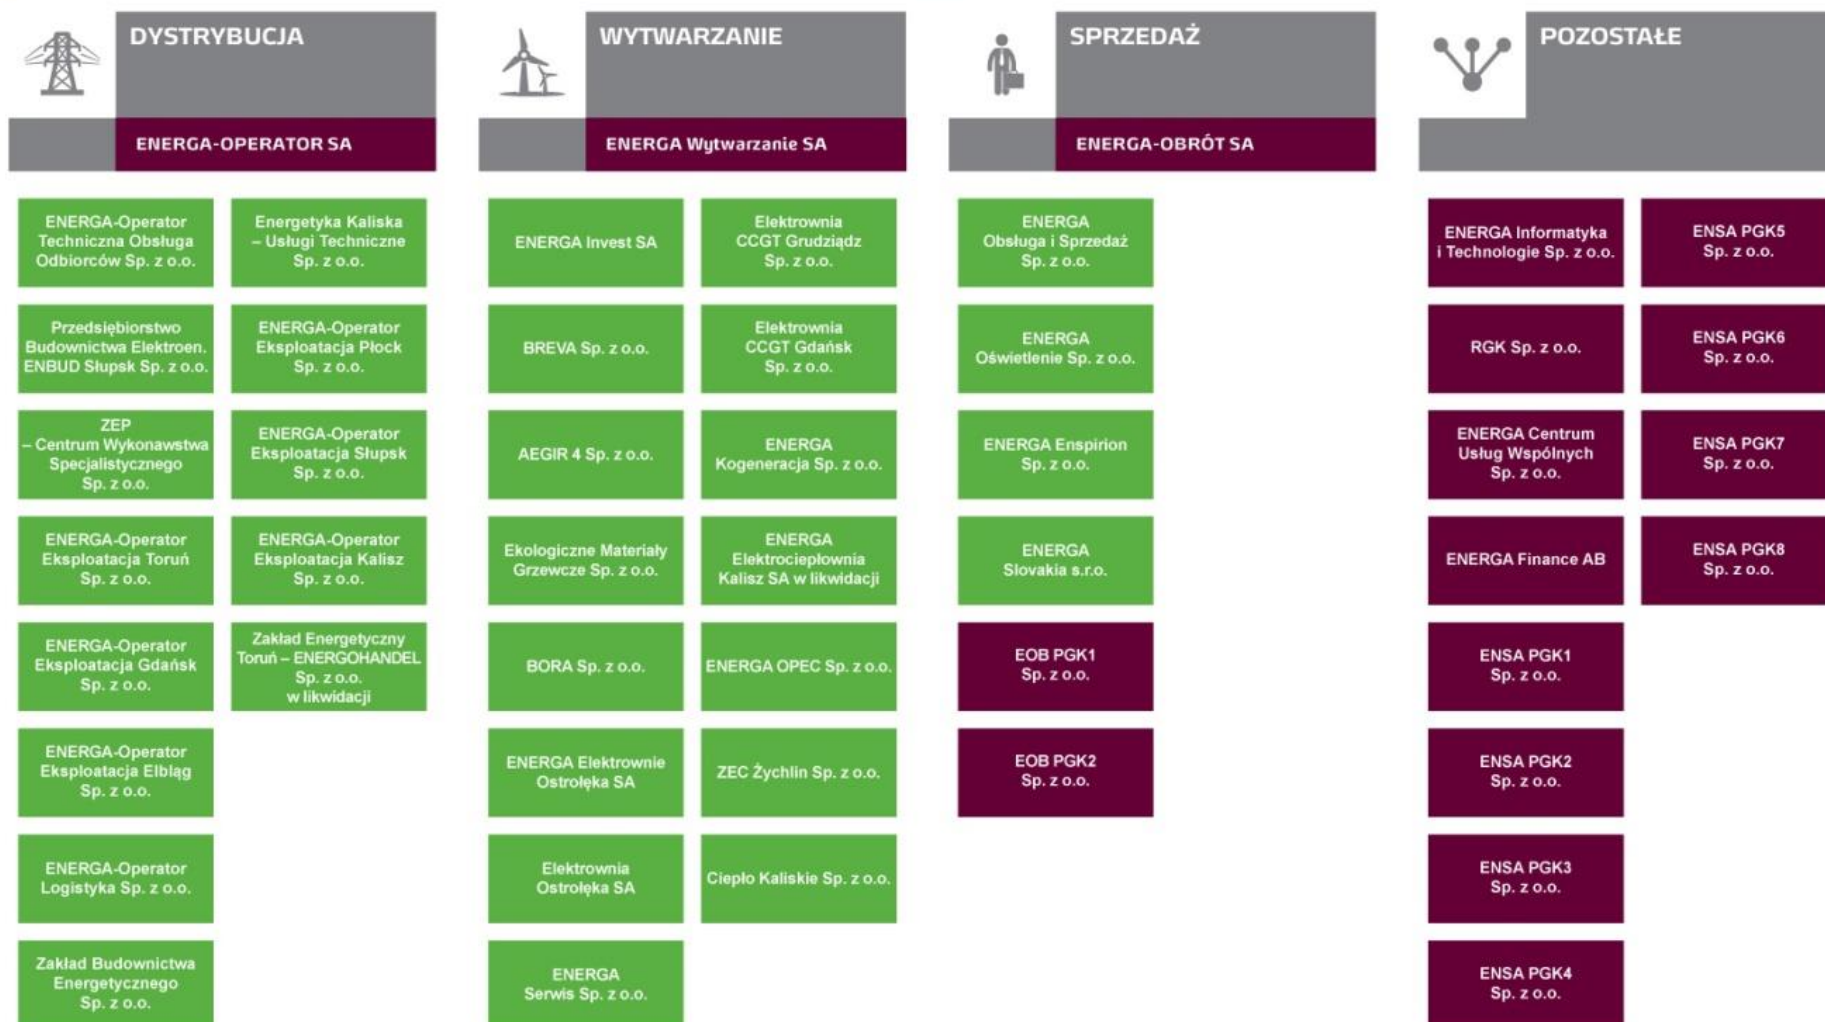 DYSTRYBUCJA
ENERGA-OPERATOR SA
ENERGA-Operator
Techniczna Obsługa
Odbiorców Sp. z o.o.
Energetyka Kaliska
– Usługi Techniczne
Sp. z o.o.
Przedsiębiorstwo
Budownictwa Elektroen.
ENBUD Słupsk Sp. z o.o.
ENERGA-Operator
Eksploatacja Płock
Sp. z o.o.
ZEP
– Centrum Wykonawstwa
Specjalistycznego
Sp. z o.o.
ENERGA-Operator
Eksploatacja Słupsk
Sp. z o.o.
ENERGA-Operator
Eksploatacja Toruń
Sp. z o.o.
ENERGA-Operator
Eksploatacja Kalisz
Sp. z o.o.
ENERGA-Operator
Eksploatacja Gdańsk
Sp. z o.o.
Zakład Energetyczny
Toruń – ENERGOHANDEL
Sp. z o.o.
w likwidacji
ENERGA-Operator
Eksploatacja Elbląg
Sp. z o.o.
ENERGA-Operator
Logistyka Sp. z o.o.
Zakład Budownictwa
Energetycznego
Sp. z o.o.
WYTWARZANIE
ENERGA Wytwarzanie SA
ENERGA Invest SA
Elektrownia
CCGT Grudziądz
Sp. z o.o.
BREVA Sp. z o.o.
Elektrownia
CCGT Gdańsk
Sp. z o.o.
AEGIR 4 Sp. z o.o.
ENERGA
Kogeneracja Sp. z o.o.
Ekologiczne Materiały
Grzewcze Sp. z o.o.
ENERGA
Elektrociepłownia
Kalisz SA w likwidacji
BORA Sp. z o.o.
ENERGA OPEC Sp. z o.o.
ENERGA Elektrownie
Ostrołęka SA
ZEC Żychlin Sp. z o.o.
Elektrownia
Ostrołęka SA
Ciepło Kaliskie Sp. z o.o.
ENERGA
Serwis Sp. z o.o.
SPRZEDAŻ
ENERGA-OBRÓT SA
ENERGA
Obsługa i Sprzedaż
Sp. z o.o.
ENERGA
Oświetlenie Sp. z o.o.
ENERGA Enspirion
Sp. z o.o.
ENERGA
Slovakia s.r.o.
EOB PGK1
Sp. z o.o.
EOB PGK2
Sp. z o.o.
POZOSTAŁE
ENERGA Informatyka
i Technologie Sp. z o.o.
ENSA PGK5
Sp. z o.o.
RGK Sp. z o.o.
ENSA PGK6
Sp. z o.o.
ENERGA Centrum
Usług Wspólnych
Sp. z o.o.
ENSA PGK7
Sp. z o.o.
ENERGA Finance AB
ENSA PGK8
Sp. z o.o.
ENSA PGK1
Sp. z o.o.
ENSA PGK2
Sp. z o.o.
ENSA PGK3
Sp. z o.o.
ENSA PGK4
Sp. z o.o.